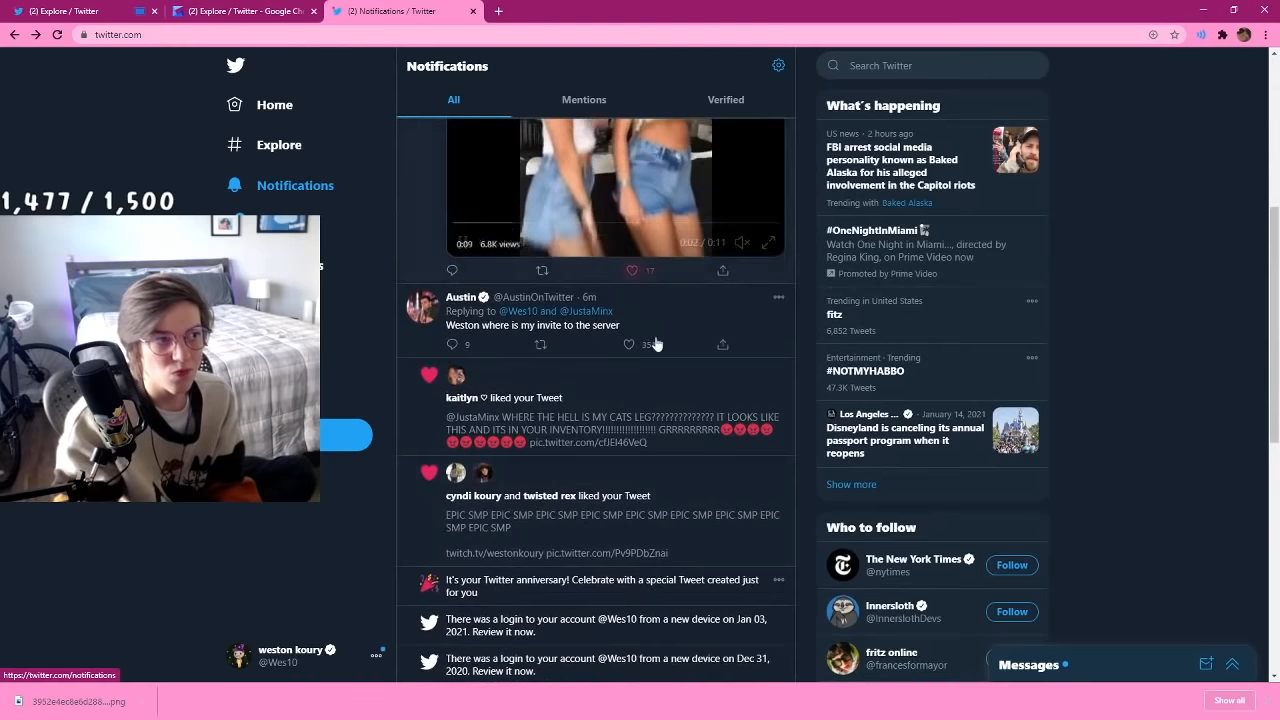 (2) Explore / Twitter
(2) Explore / Twitter - Google Ch
(2) Notifications / Twitter
twitter.com
Notifications
Search Twitter
All
Mentions
Verified
Home
Explore
Notifications
1,477 / 1,500
0:09 6.8K views
0:02 / 0:11
17
Austin @AustinOnTwitter · 6m
Replying to @Wes10 and @JustaMinx
Weston where is my invite to the server
9
kaitlyn ♡ liked your Tweet
@JustaMinx WHERE THE HELL IS MY CATS LEG?????????????? IT LOOKS LIKE
THIS AND ITS IN YOUR INVENTORY!!!!!!!!!!!!!!!!!!! GRRRRRRRRR😡😡😡😡
😡😡😡😡😡😡 pic.twitter.com/cfJEl46VeQ
cyndi koury and twisted rex liked your Tweet
EPIC SMP EPIC SMP EPIC SMP EPIC SMP EPIC SMP EPIC SMP EPIC SMP EPIC
SMP EPIC SMP
twitch.tv/westonkoury pic.twitter.com/Pv9PDbZnai
It's your Twitter anniversary! Celebrate with a special Tweet created just
for you
There was a login to your account @Wes10 from a new device on Jan 03,
2021. Review it now.
There was a login to your account @Wes10 from a new device on Dec 31,
2020. Review it now.
What's happening
US news · 2 hours ago
FBI arrest social media
personality known as Baked
Alaska for his alleged
involvement in the Capitol riots
Trending with Baked Alaska
#OneNightInMiami
Watch One Night in Miami..., directed by
Regina King, on Prime Video now
Promoted by Prime Video
Trending in United States
fitz
6,852 Tweets
Entertainment · Trending
#NOTMYHABBO
47.3K Tweets
Los Angeles ... · January 14, 2021
Disneyland is canceling its annual
passport program when it
reopens
Show more
Who to follow
The New York Times
@nytimes
Follow
Innersloth
@InnerslothDevs
Follow
fritz online
@francesformayor
Messages
weston koury
@Wes10
https://twitter.com/notifications
3952e4ec8e6d288....png
Show all